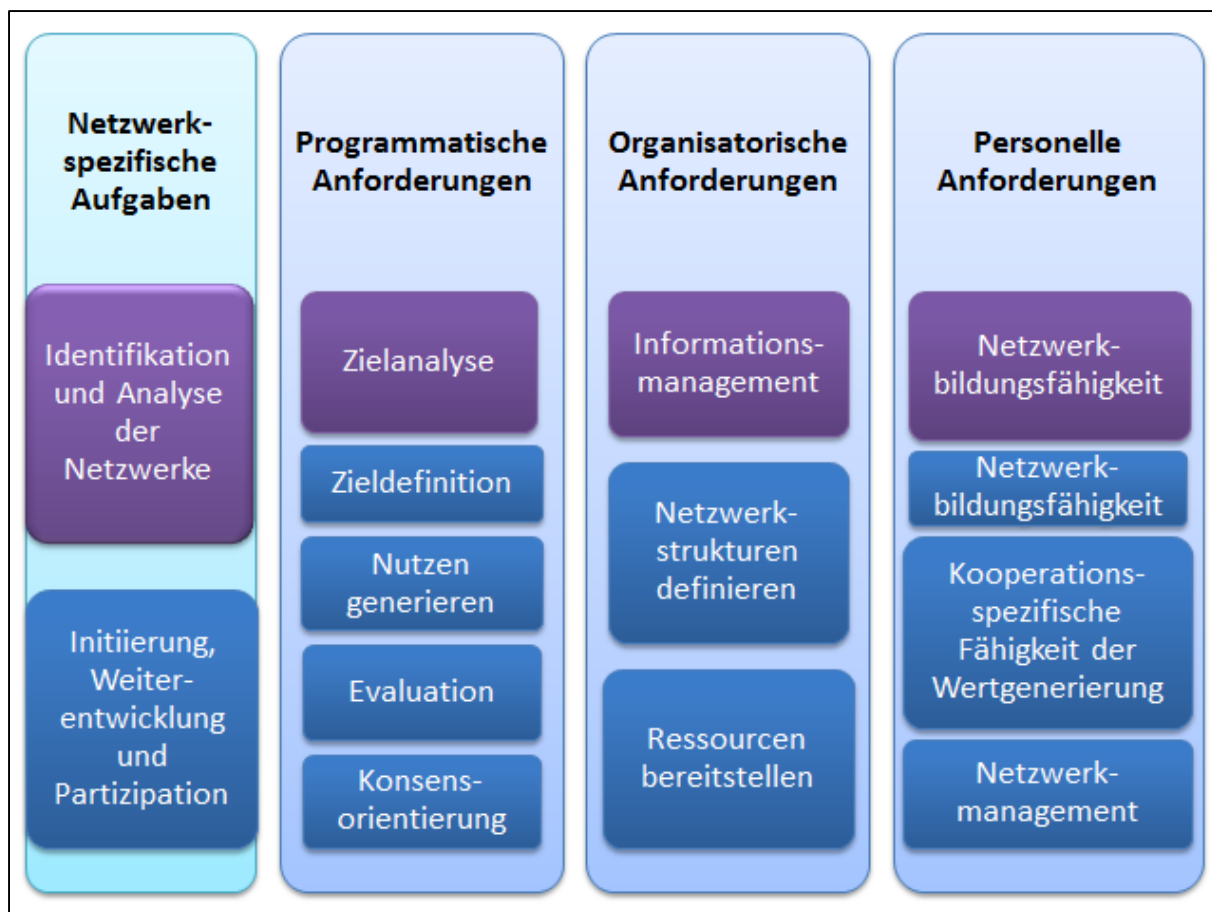 Netzwerk-
spezifische
Aufgaben
Identifikation
und Analyse
der
Netzwerke
Initiierung,
Weiter-
entwicklung
und
Partizipation
Programmatische
Anforderungen
Zielanalyse
Zieldefinition
Nutzen
generieren
Evaluation
Konsens-
orientierung
Organisatorische
Anforderungen
Informations-
management
Netzwerk-
strukturen
definieren
Ressourcen
bereitstellen
Personelle
Anforderungen
Netzwerk-
bildungsfähigkeit
Netzwerk-
bildungsfähigkeit
Kooperations-
spezifische
Fähigkeit der
Wertgenerierung
Netzwerk-
management